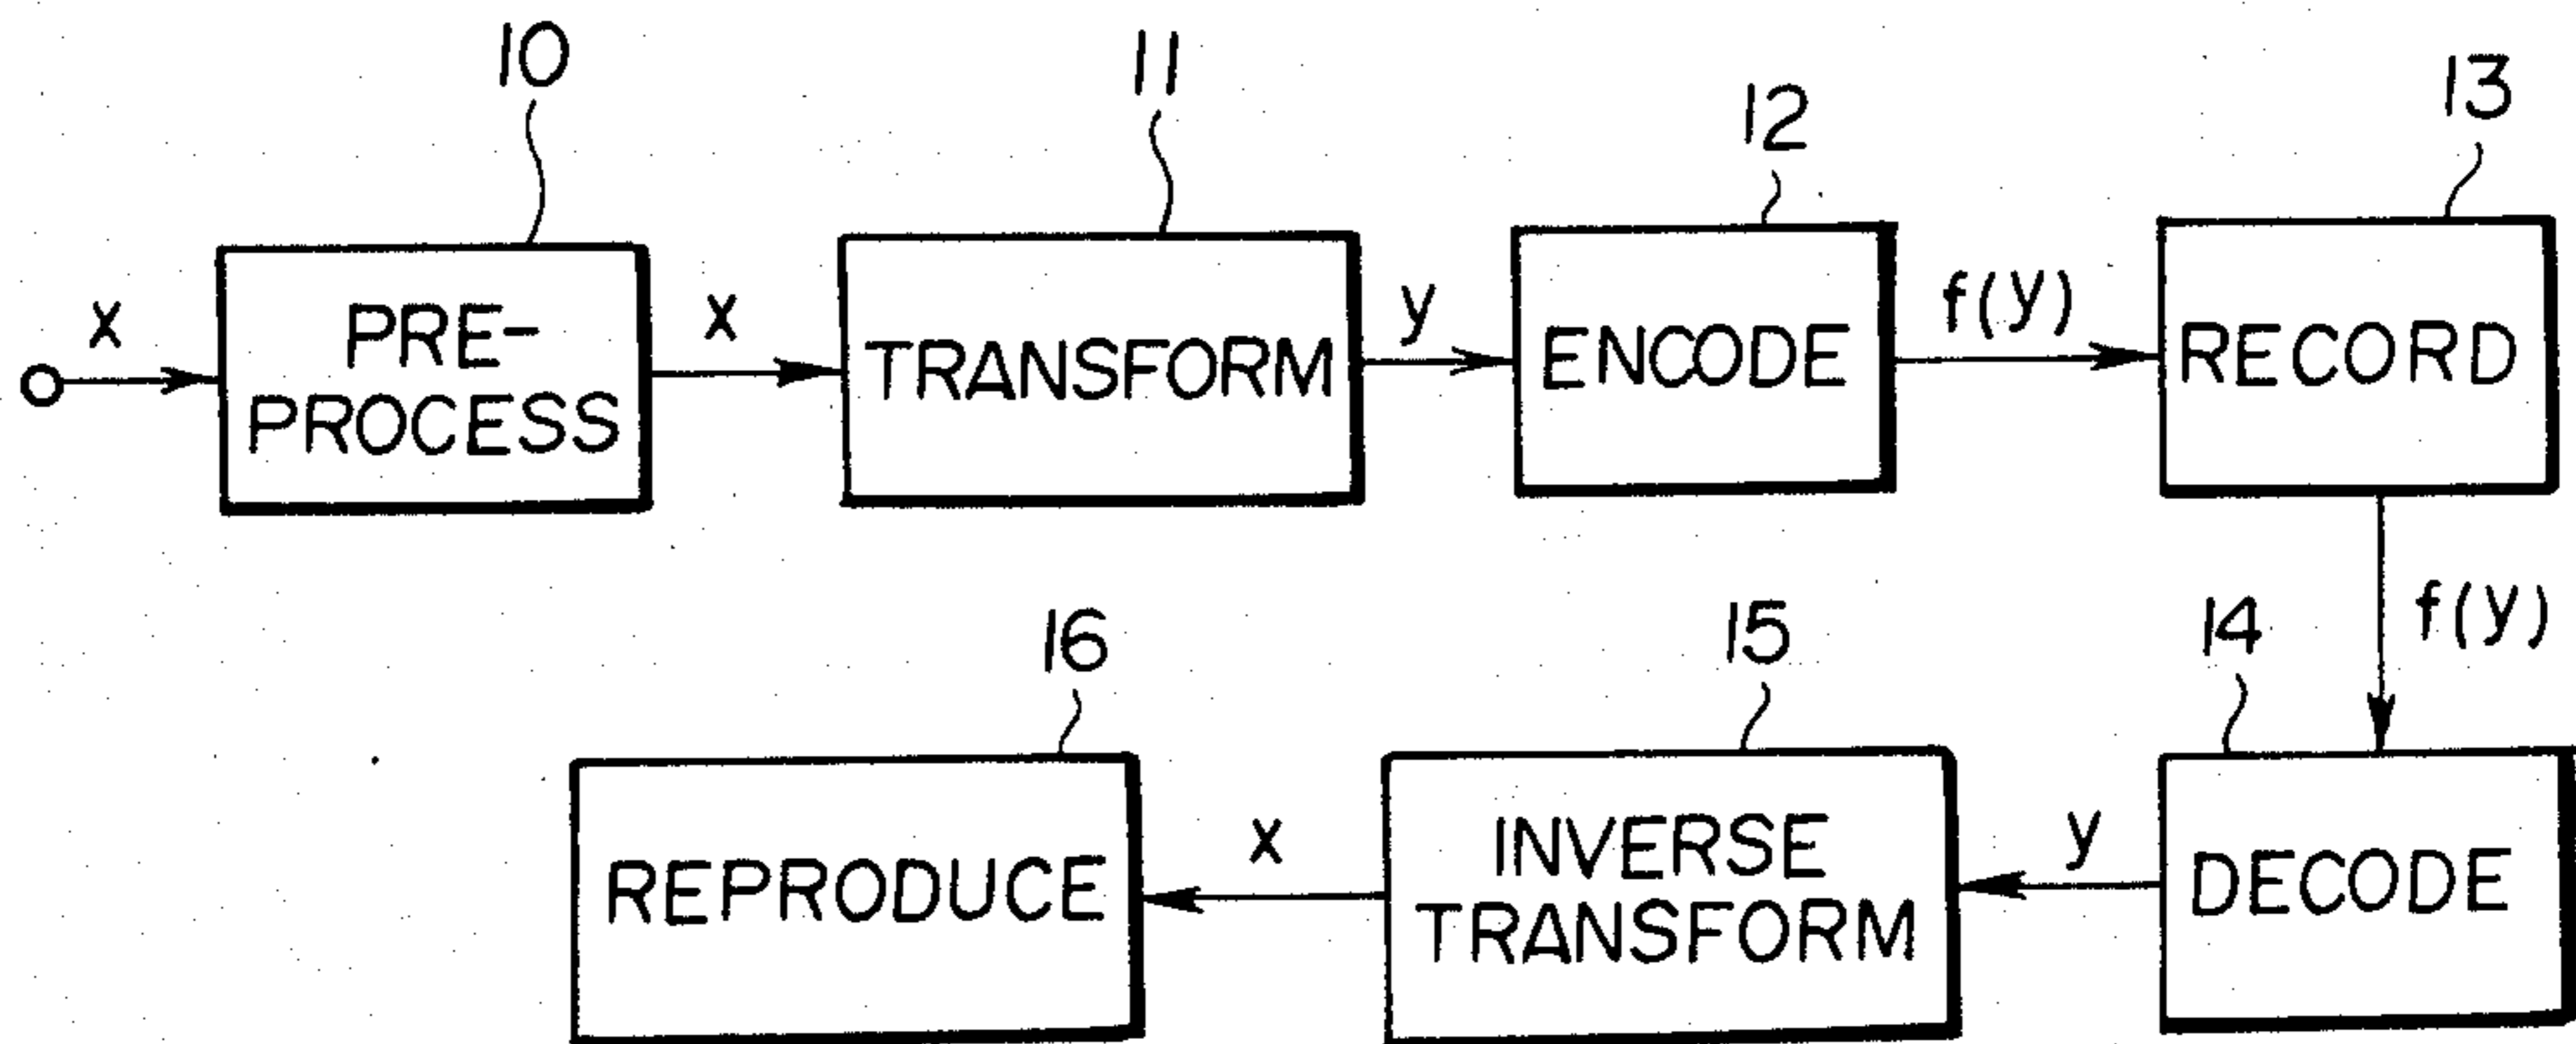 10
11
12
13
X
PRE-
PROCESS
X
TRANSFORM
y
ENCODE
f(y)
RECORD
f(y)
16
15
14
REPRODUCE
X
INVERSE
TRANSFORM
y
DECODE